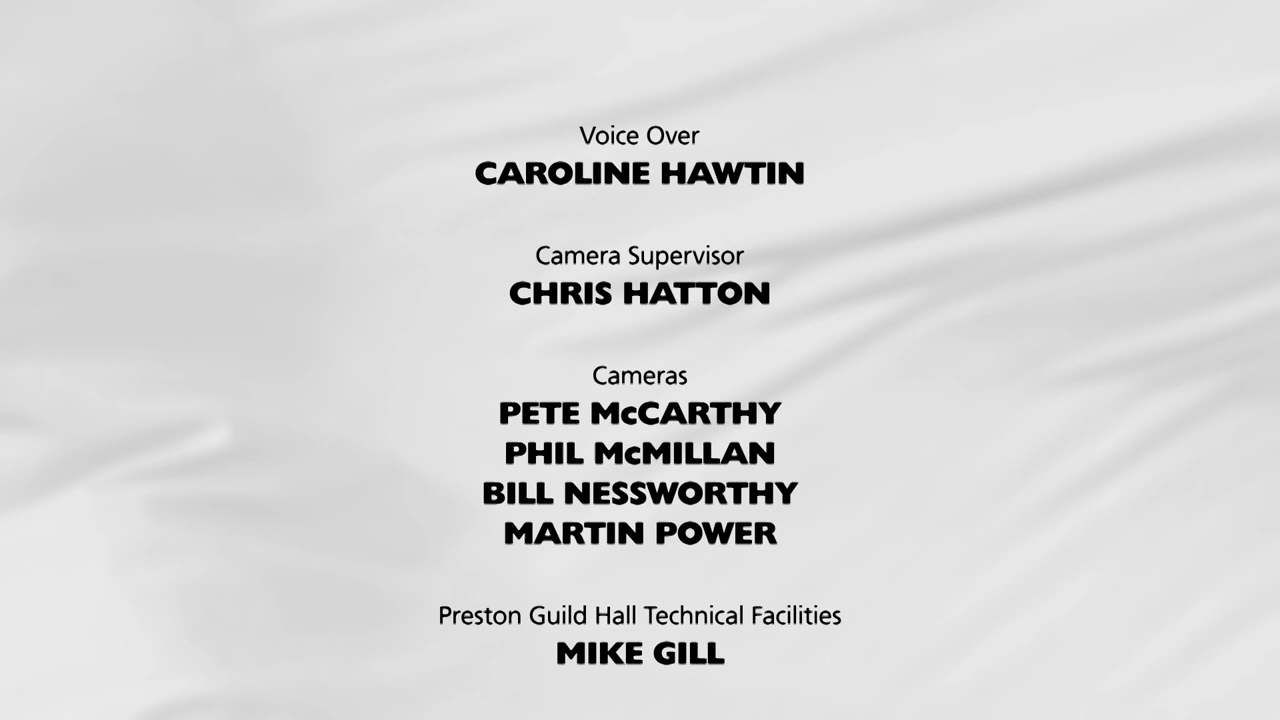 Voice Over
CAROLINE HAWTIN
Camera Supervisor
CHRIS HATTON
Cameras
PETE McCARTHY
PHIL McMILLAN
BILL NESSWORTHY
MARTIN POWER
Preston Guild Hall Technical Facilities
MIKE GILL